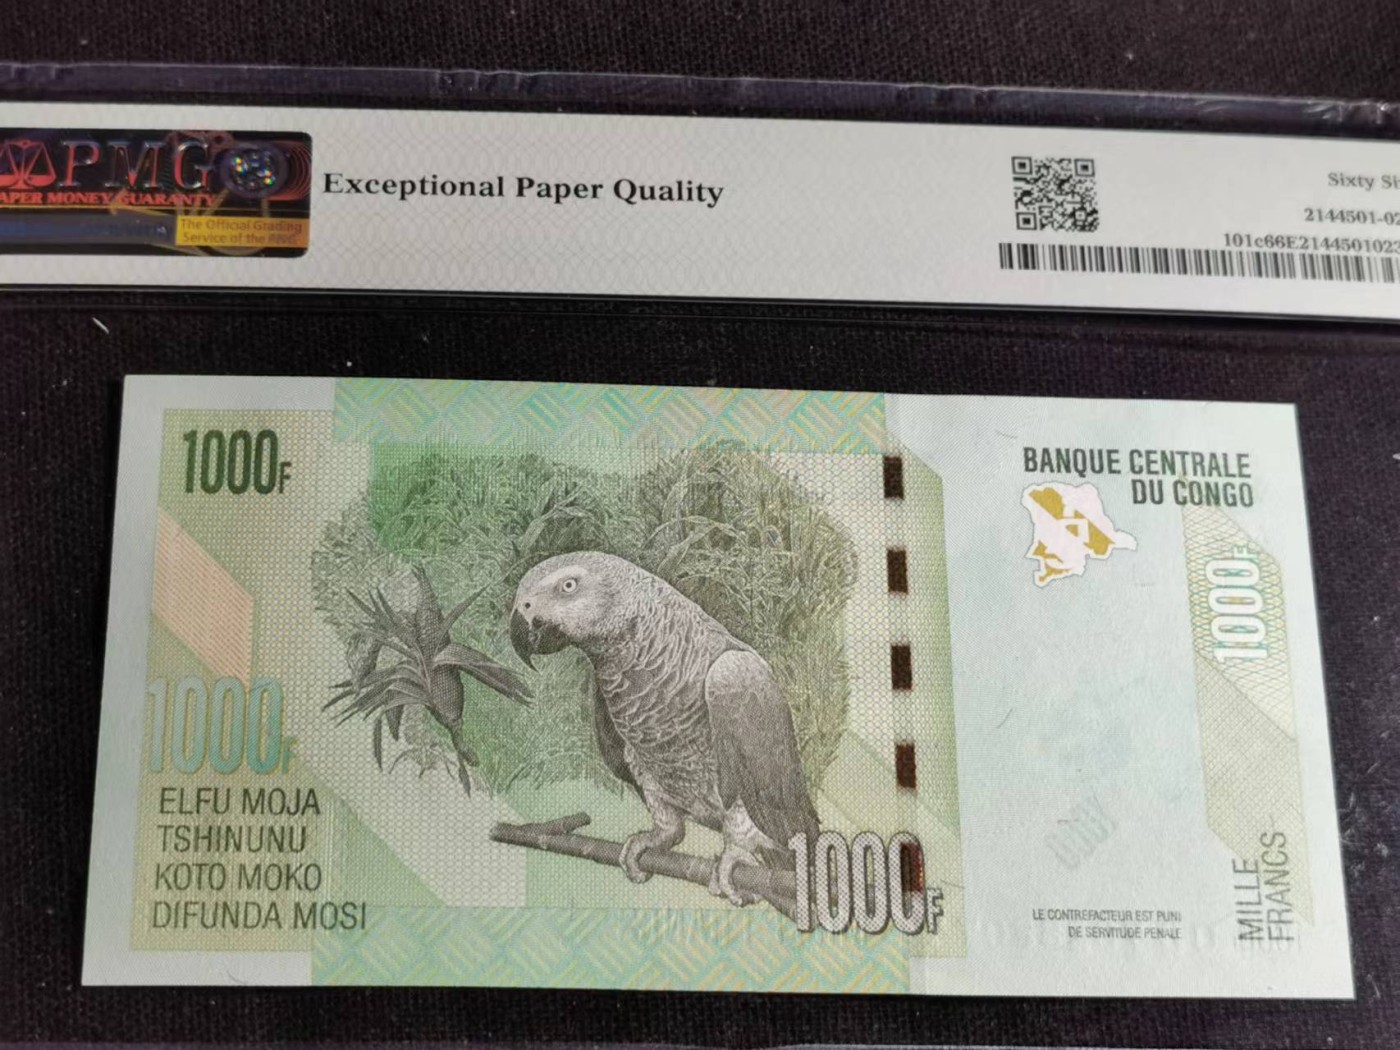 PMG
PAPER MONEY GUARANTY
The Official Grading
Service of the PNG
Exceptional Paper Quality
Sixty
2144501-02
101c66E2144501023
1000F
BANQUE CENTRALE
DU CONGO
1000F
1000F
ELFU MOJA
TSHINUNU
KOTO MOKO
DIFUNDA MOSI
1000F
LE CONTREFACTEUR EST PUNI
DE SERVITUDE PENALE
MILLE
FRANCS